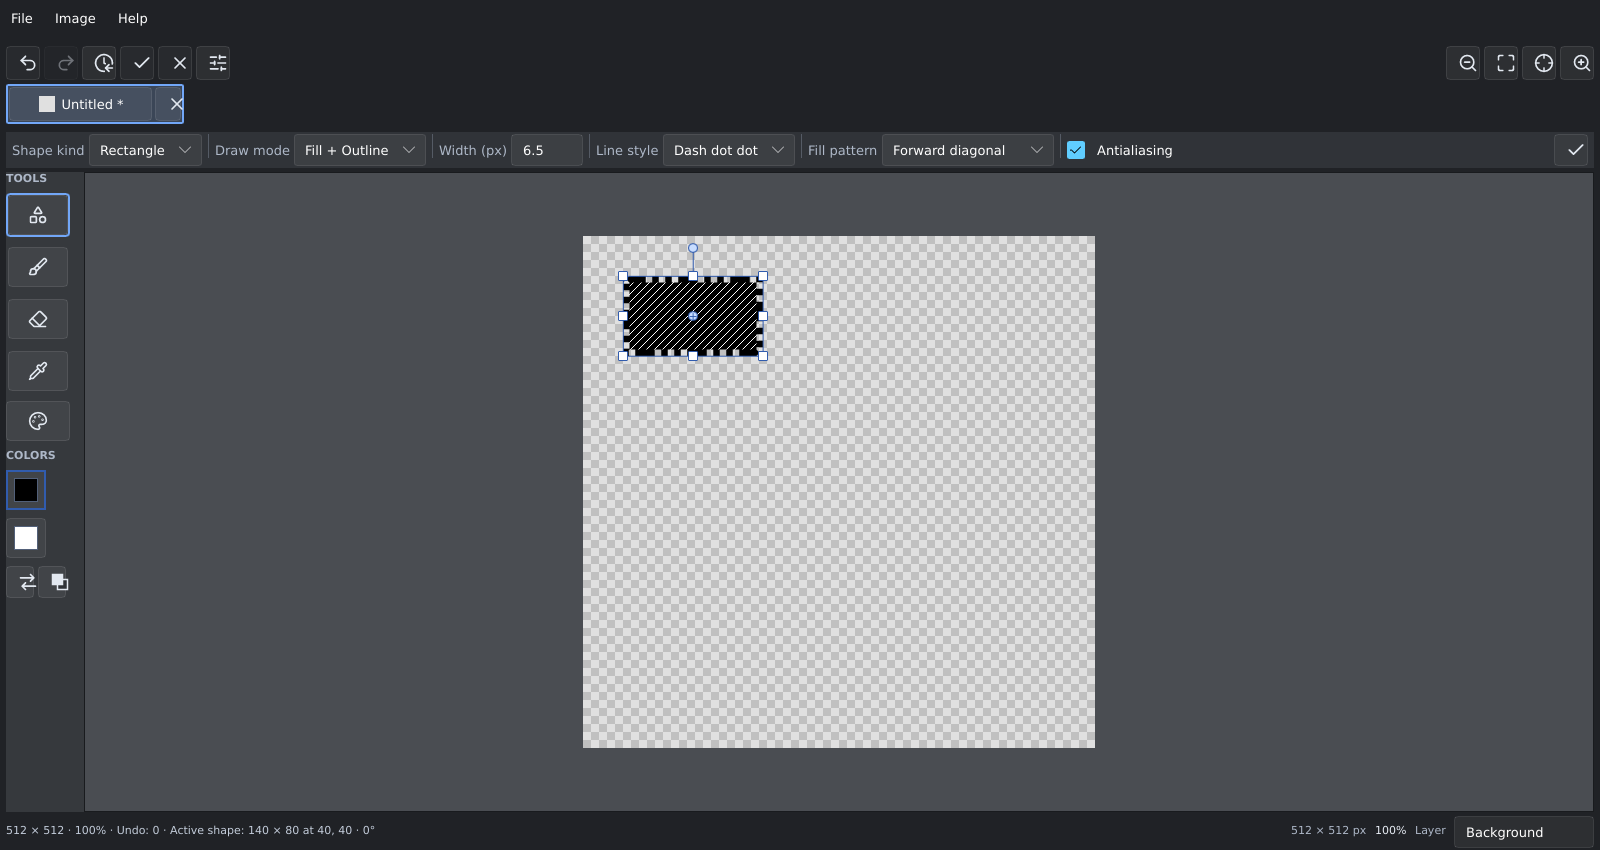 File Image Help
Untitled *
Shape kind Rectangle Draw mode Fill + Outline Width (px) 6.5 Line style Dash dot dot Fill pattern Forward diagonal Antialiasing
TOOLS
COLORS
512 × 512 · 100% · Undo: 0 · Active shape: 140 × 80 at 40, 40 · 0° 512 × 512 px 100% Layer Background